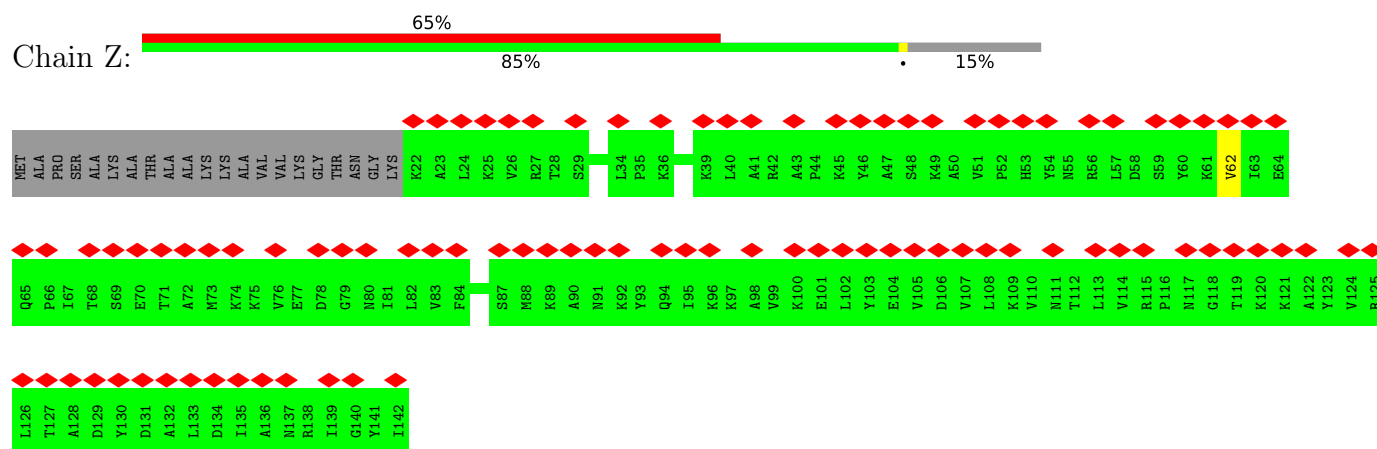 65%
Chain Z:
85% • 15%
MET ALA PRO SER ALA LYS ALA THR ALA ALA LYS LYS ALA VAL VAL LYS GLY THR ASN GLY LYS K22 A23 L24 K25 V26 R27 T28 S29 L34 P35 K36 K39 L40 A41 R42 A43 P44 K45 Y46 A47 S48 K49 A50 V51 P52 H53 Y54 N55 R56 L57 D58 S59 Y60 K61 V62 I63 E64
Q65 P66 I67 T68 S69 E70 T71 A72 M73 K74 K75 V76 E77 D78 G79 N80 I81 L82 V83 F84 S87 M88 K89 A90 N91 K92 Y93 Q94 I95 K96 K97 A98 V99 K100 E101 L102 Y103 E104 V105 D106 V107 L108 K109 V110 N111 T112 L113 V114 R115 P116 N117 G118 T119 K120 K121 A122 Y123 V124 R125
L126 T127 A128 D129 Y130 D131 A132 L133 D134 I135 A136 N137 R138 I139 G140 Y141 I142